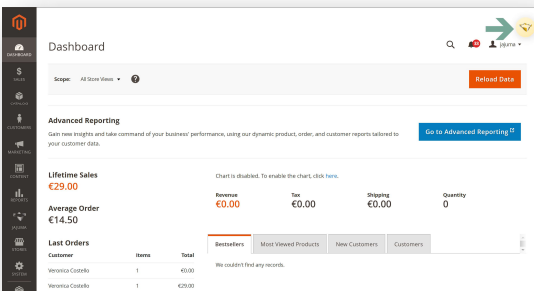 Dashboard
jajuma
DASHBOARD
SALES
CATALOG
CUSTOMERS
MARKETING
CONTENT
REPORTS
JAJUMA
STORES
SYSTEM
Scope: All Store Views
?
Reload Data
Advanced Reporting
Gain new insights and take command of your business' performance, using our dynamic product, order, and customer reports tailored to
your customer data.
Go to Advanced Reporting
Lifetime Sales
€29.00
Average Order
€14.50
Chart is disabled. To enable the chart, click here.
Revenue Tax Shipping Quantity
€0.00 €0.00 €0.00 0
Last Orders
Customer Items Total
Veronica Costello 1 €0.00
Veronica Costello 1 €29.00
Bestsellers Most Viewed Products New Customers Customers
We couldn't find any records.